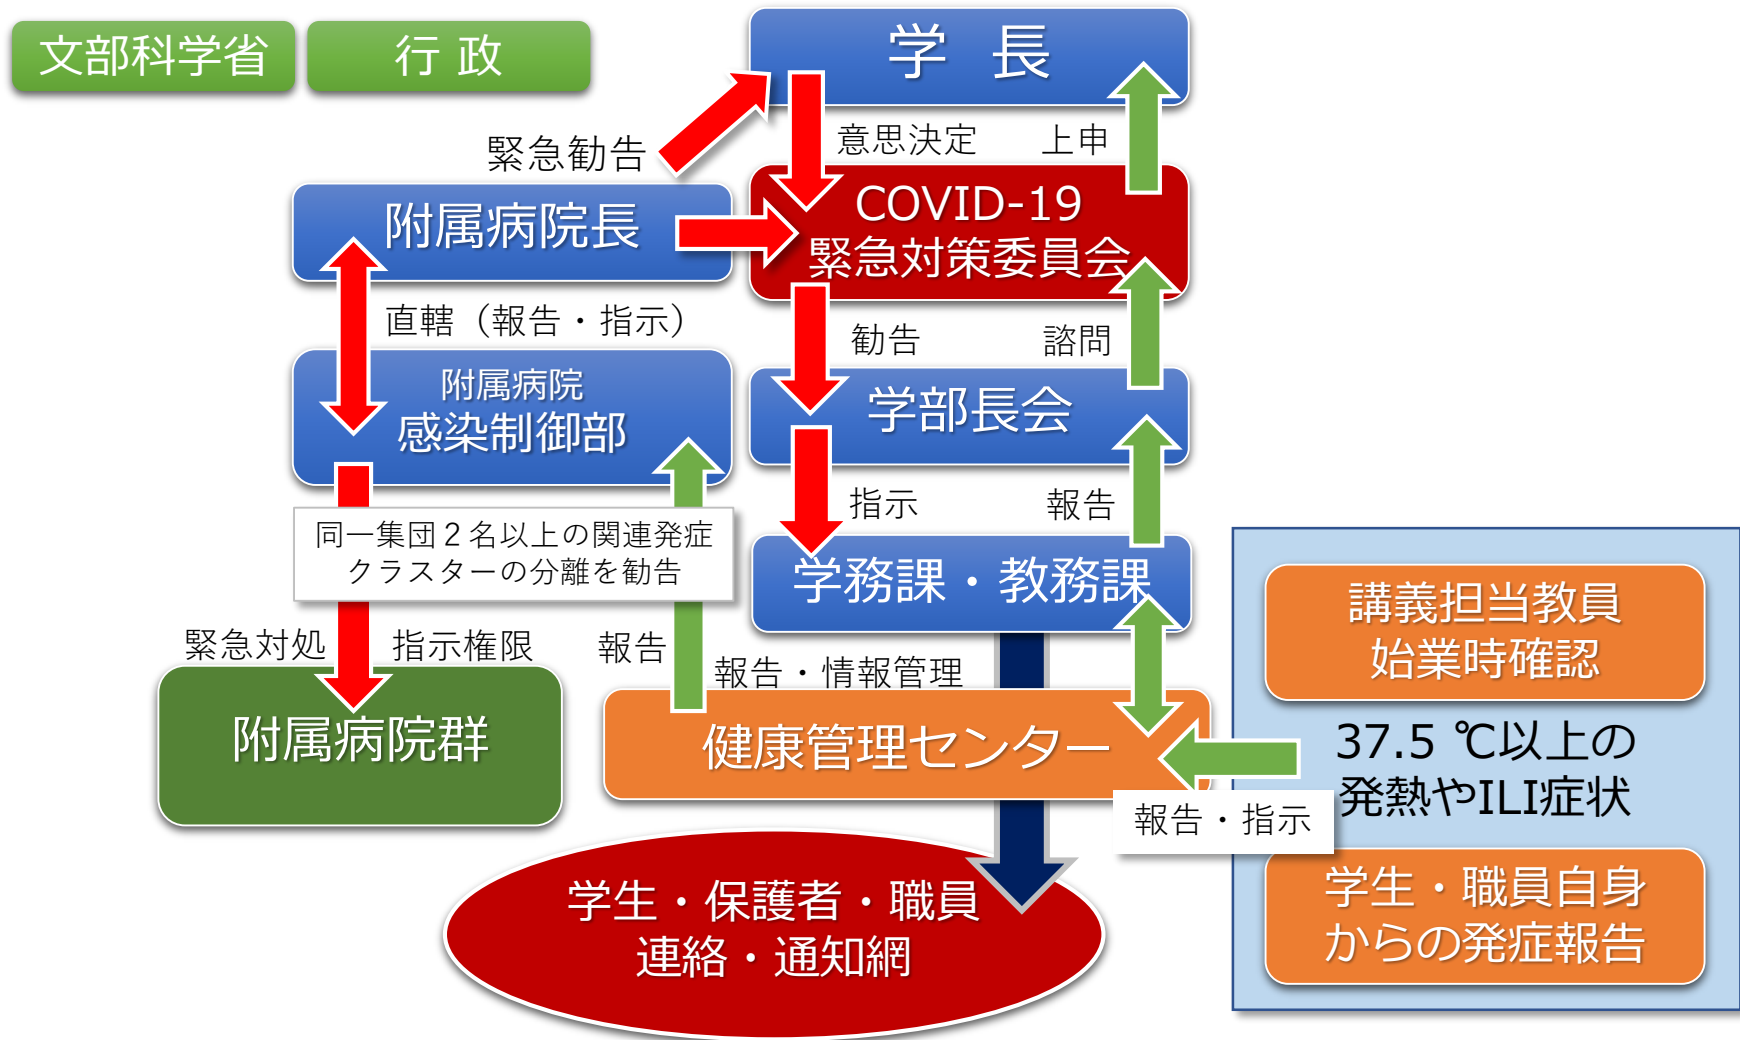 文部科学省
行 政
学 長
緊急勧告
意思決定
上申
附属病院長
COVID-19
緊急対策委員会
直轄（報告・指示）
勧告
諮問
附属病院
感染制御部
学部長会
指示
報告
同一集団２名以上の関連発症
クラスターの分離を勧告
学務課・教務課
講義担当教員
始業時確認
緊急対処
指示権限
報告
報告・情報管理
附属病院群
健康管理センター
37.5 ℃以上の
発熱やILI症状
報告・指示
学生・保護者・職員
連絡・通知網
学生・職員自身
からの発症報告